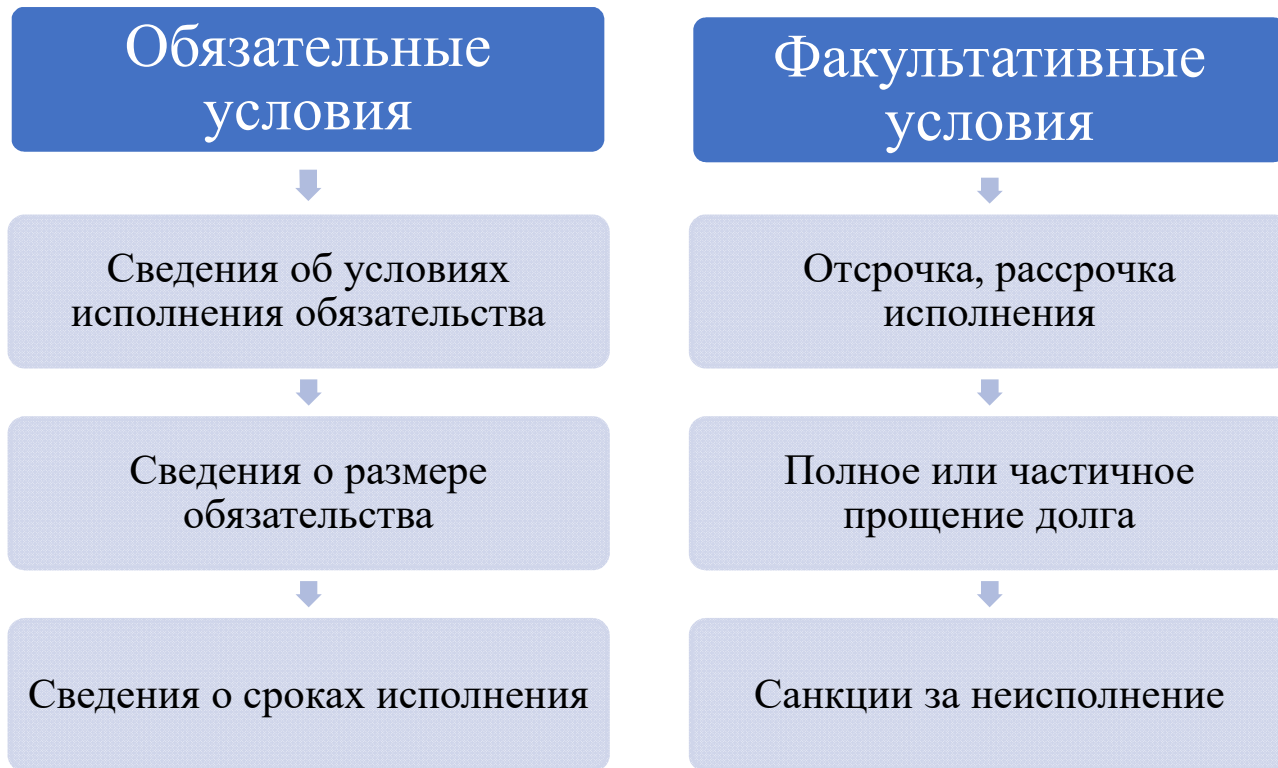 Обязательные
условия
Сведения об условиях
исполнения обязательства
Сведения о размере
обязательства
Сведения о сроках исполнения
Факультативные
условия
Отсрочка, рассрочка
исполнения
Полное или частичное
прощение долга
Санкции за неисполнение